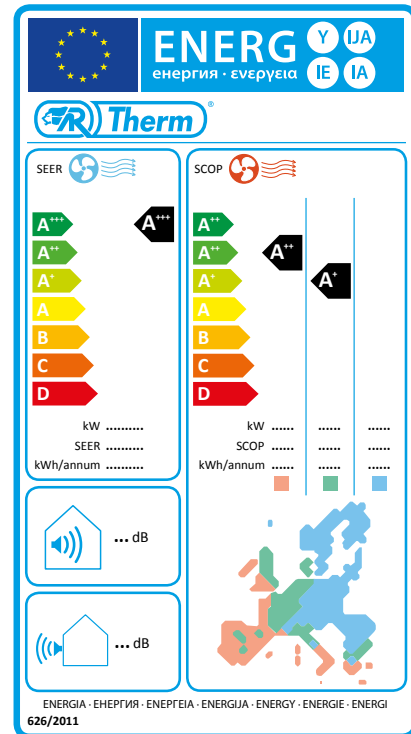 ENERG Y IJA
енергия · ενεργεια IE IA
R Therm®
SEER
A+++ A+++
A++
A+
A
B
C
D
kW ..........
SEER ..........
kWh/annum ..........
SCOP
A++
A++ A++
A+ A+
A
B
C
D
kW ...... ...... ......
SCOP ...... ...... ......
kWh/annum ...... ...... ......
... dB
... dB
ENERGIA · ЕНЕРГИЯ · ΕΝΕΡΓΕΙΑ · ENERGIJA · ENERGY · ENERGIE · ENERGI
626/2011